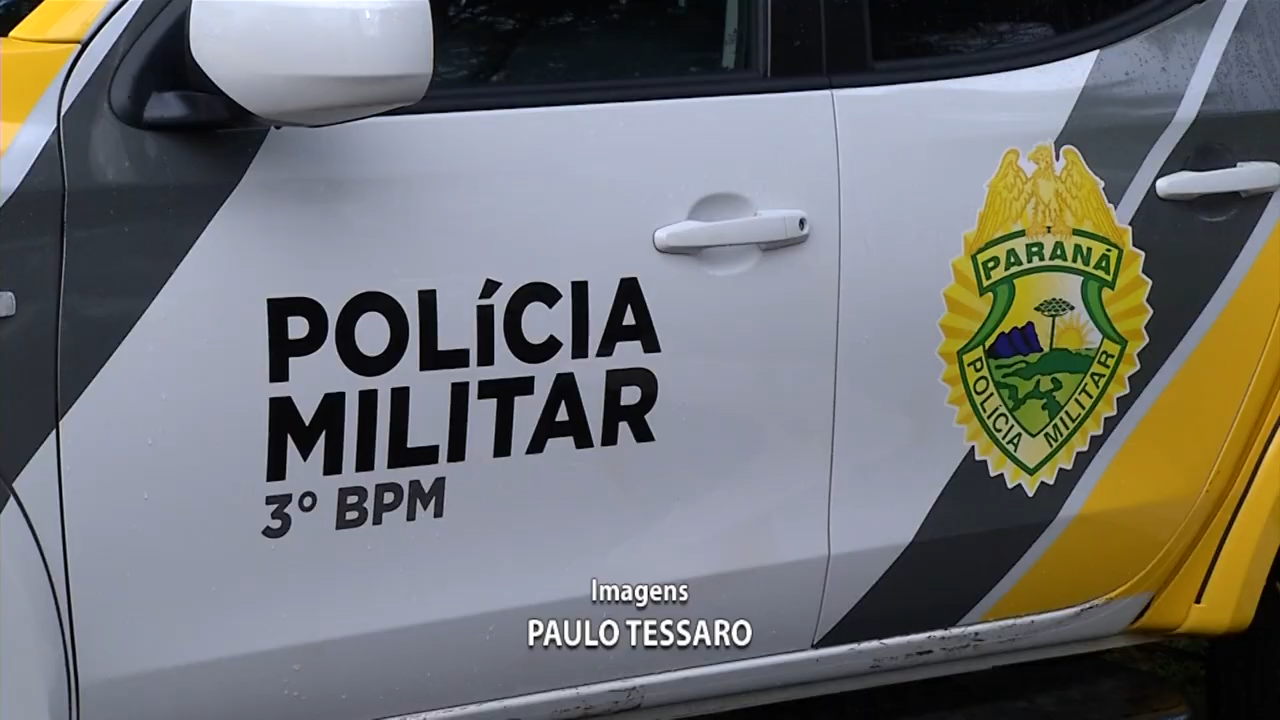 POLÍCIA
MILITAR
3º BPM
PARANÁ
POLÍCIA MILITAR
Imagens
PAULO TESSARO